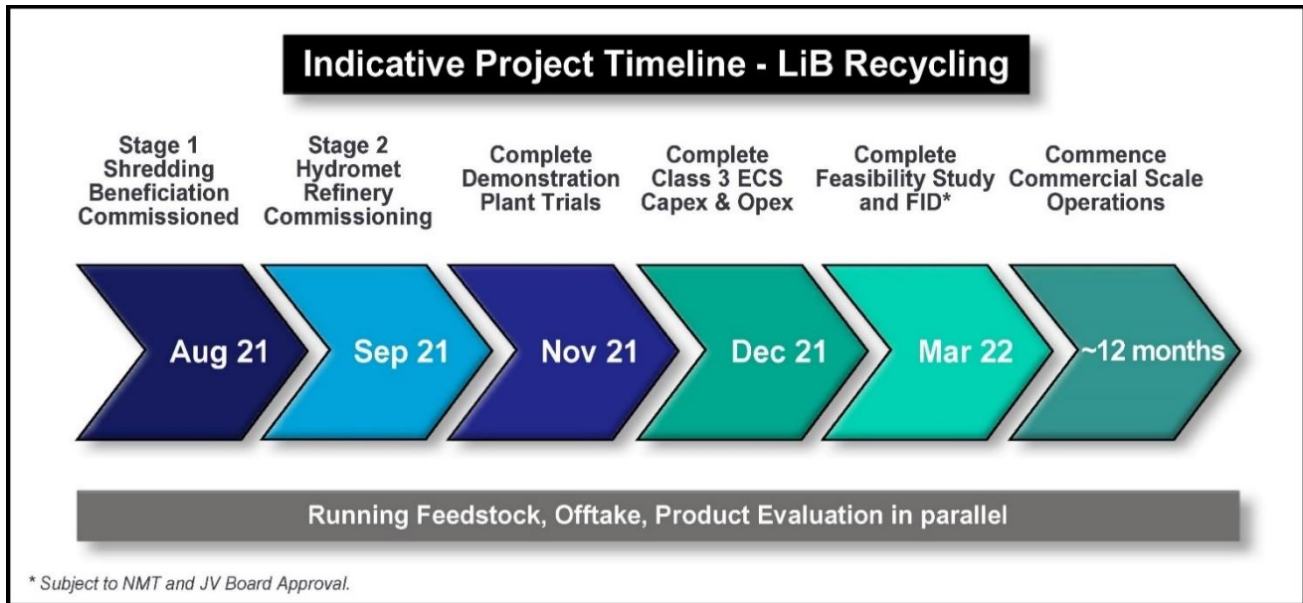 Indicative Project Timeline - LiB Recycling
Stage 1
Shredding
Beneficiation
Commissioned
Stage 2
Hydromet
Refinery
Commissioning
Complete
Demonstration
Plant Trials
Complete
Class 3 ECS
Capex & Opex
Complete
Feasibility Study
and FID*
Commence
Commercial Scale
Operations
Aug 21
Sep 21
Nov 21
Dec 21
Mar 22
~12 months
Running Feedstock, Offtake, Product Evaluation in parallel
* Subject to NMT and JV Board Approval.